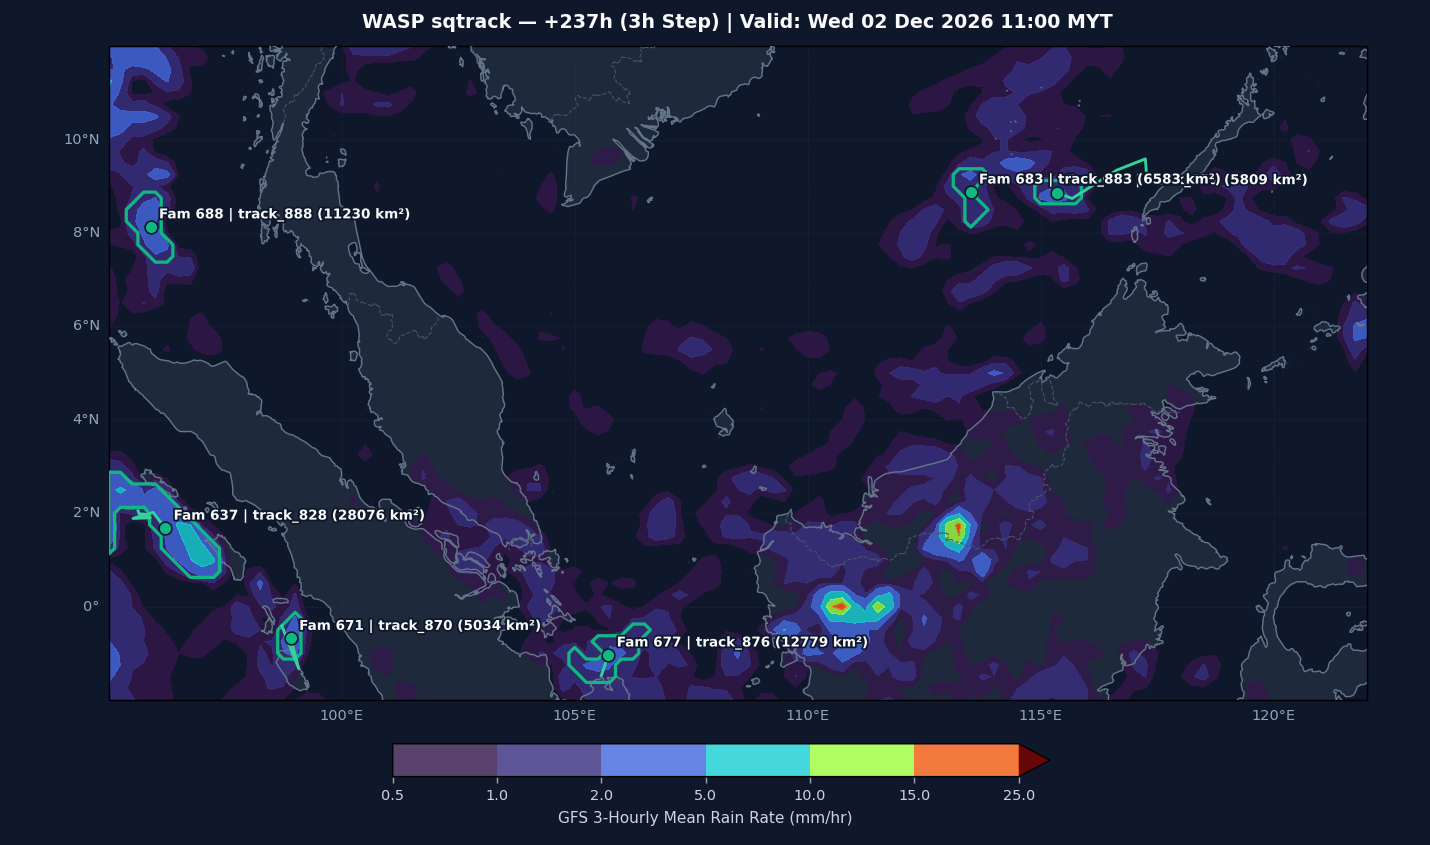 WASP sqtrack — +237h (3h Step) | Valid: Wed 02 Dec 2026 11:00 MYT
10°N
8°N
6°N
4°N
2°N
0°
Fam 683 | track_883 (6583 km²) (5809 km²)
Fam 688 | track_888 (11230 km²)
Fam 637 | track_828 (28076 km²)
Fam 671 | track_870 (5034 km²)
Fam 677 | track_876 (12779 km²)
100°E 105°E 110°E 115°E 120°E
0.5 1.0 2.0 5.0 10.0 15.0 25.0
GFS 3-Hourly Mean Rain Rate (mm/hr)